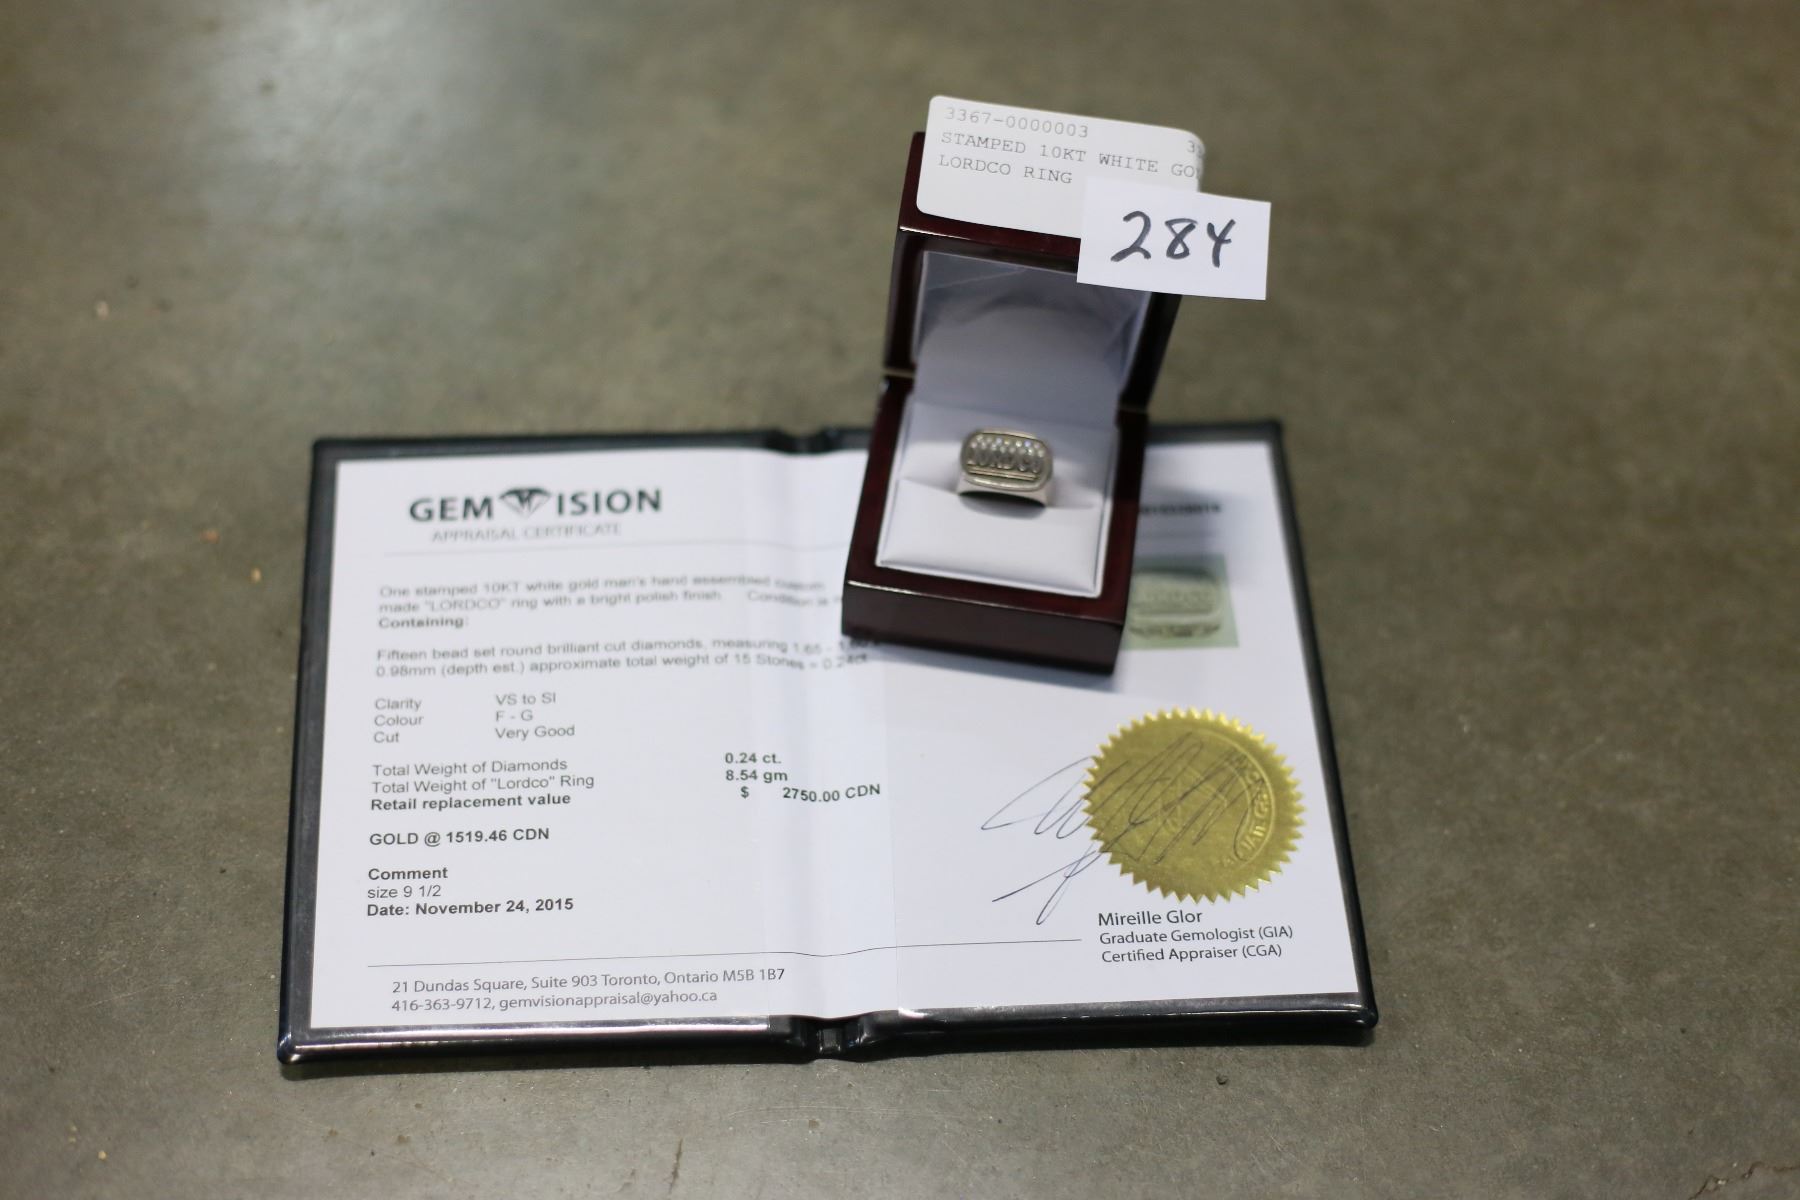 3367-0000003
STAMPED 10KT WHITE
LORDCO RING
284
LORDCO
GEMVISION
APPRAISAL CERTIFICATE
One stamped 10KT white gold man's hand assembled custom
made "LORDCO" ring with a bright polish finish. Condition is
Containing:
Fifteen bead set round brilliant cut diamonds, measuring 1.65 -
0.98mm (depth est.) approximate total weight of 15 Stones = 0.24ct
Clarity VS to SI
Colour F - G
Cut Very Good
Total Weight of Diamonds 0.24 ct.
Total Weight of "Lordco" Ring 8.54 gm
Retail replacement value $ 2750.00 CDN
GOLD @ 1519.46 CDN
Comment
size 9 1/2
Date: November 24, 2015
21 Dundas Square, Suite 903 Toronto, Ontario M5B 1B7
416-363-9712, gemvisionappraisal@yahoo.ca
Mireille Glor
Graduate Gemologist (GIA)
Certified Appraiser (CGA)